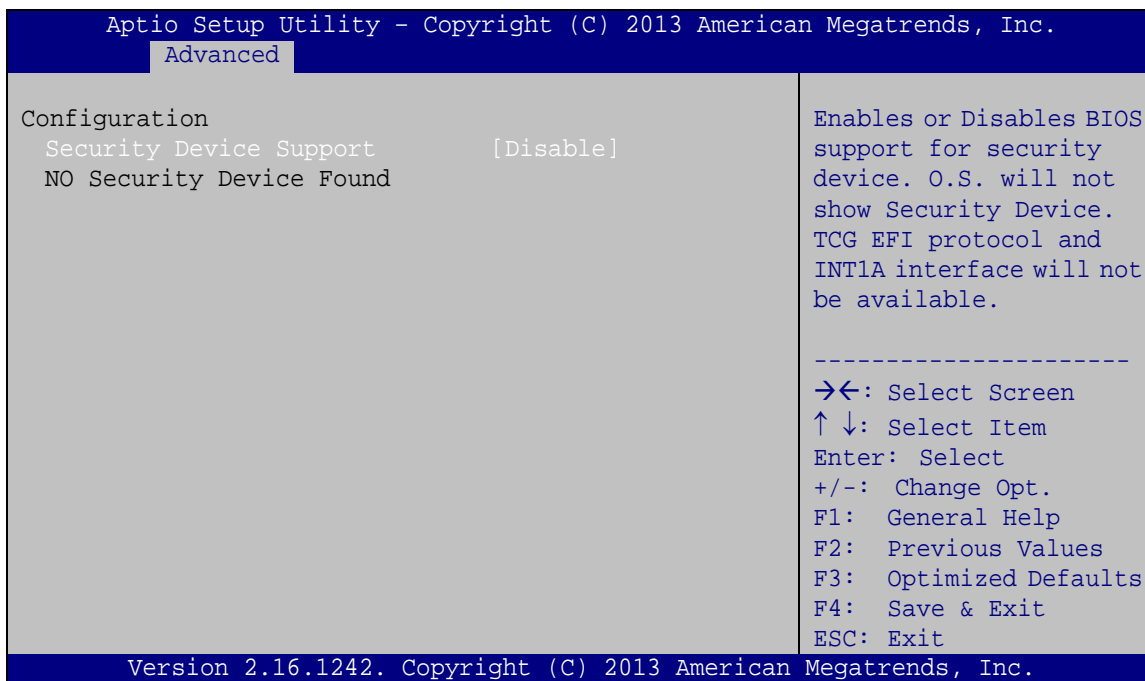 Aptio Setup Utility – Copyright (C) 2013 American Megatrends, Inc.
Advanced
Configuration
Security Device Support [Disable]
NO Security Device Found
Enables or Disables BIOS
support for security
device. O.S. will not
show Security Device.
TCG EFI protocol and
INT1A interface will not
be available.
----------------------
→←: Select Screen
↑ ↓: Select Item
Enter: Select
+/-: Change Opt.
F1: General Help
F2: Previous Values
F3: Optimized Defaults
F4: Save & Exit
ESC: Exit
Version 2.16.1242. Copyright (C) 2013 American Megatrends, Inc.